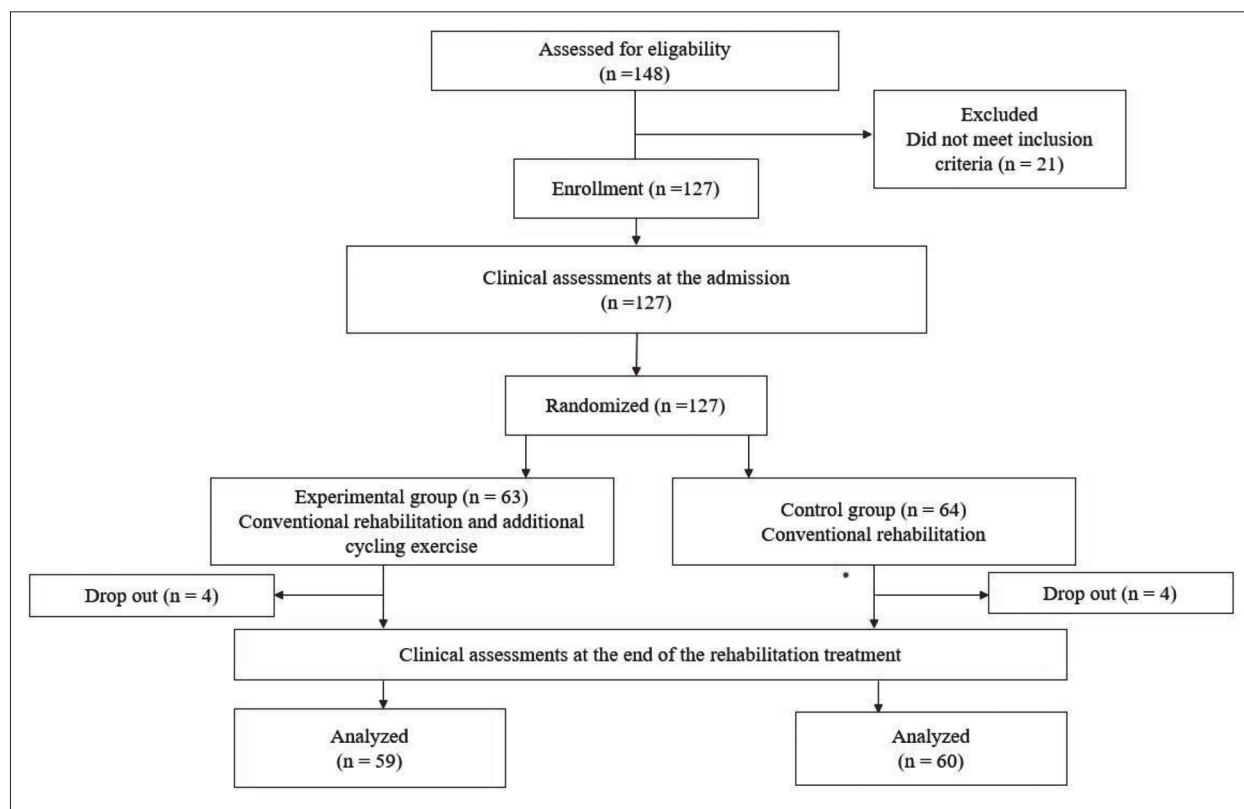 Assessed for eligability
(n =148)
Excluded
Did not meet inclusion
criteria (n = 21)
Enrollment (n =127)
Clinical assessments at the admission
(n =127)
Randomized (n =127)
Experimental group (n = 63)
Conventional rehabilitation and additional
cycling exercise
Control group (n = 64)
Conventional rehabilitation
Drop out (n = 4)
Drop out (n = 4)
Clinical assessments at the end of the rehabilitation treatment
Analyzed
(n = 59)
Analyzed
(n = 60)